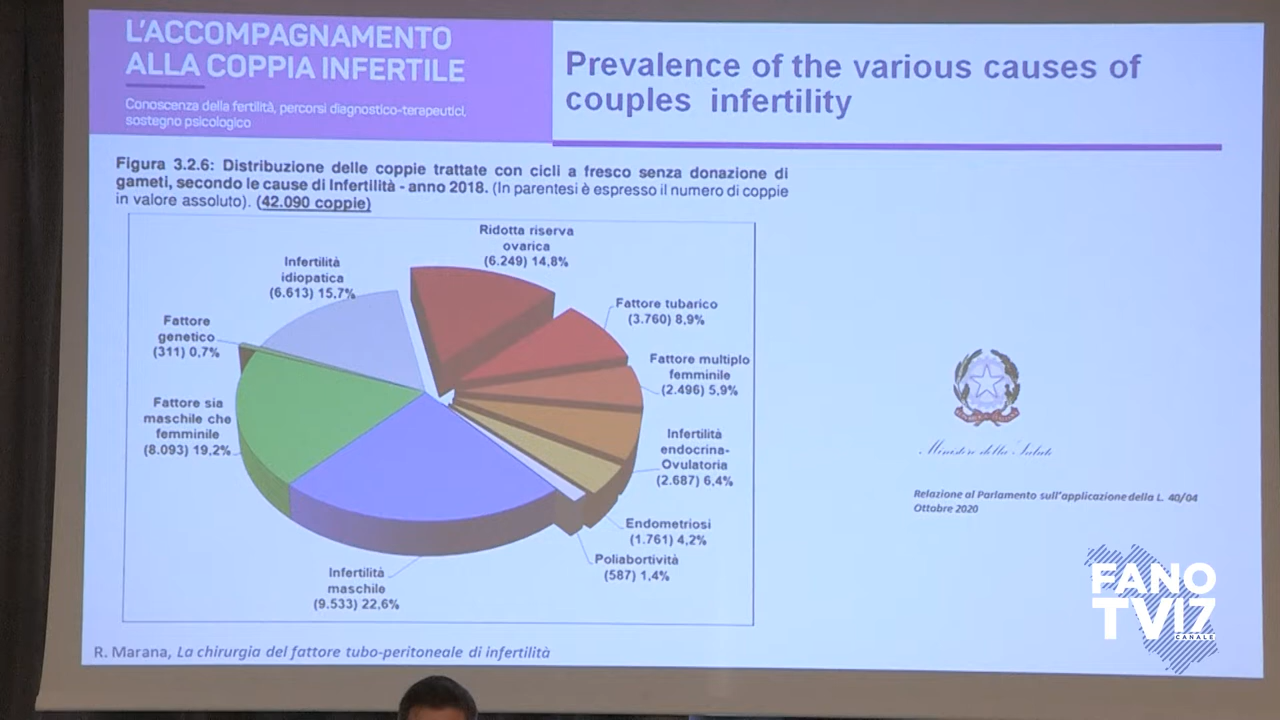 L'ACCOMPAGNAMENTO
ALLA COPPIA INFERTILE
Conoscenza della fertilità, percorsi diagnostico-terapeutici,
sostegno psicologico
Prevalence of the various causes of
couples infertility
Figura 3.2.6: Distribuzione delle coppie trattate con cicli a fresco senza donazione di
gameti, secondo le cause di Infertilità - anno 2018. (In parentesi è espresso il numero di coppie
in valore assoluto). (42.090 coppie)
Ridotta riserva
ovarica
(6.249) 14,8%
Infertilità
idiopatica
(6.613) 15,7%
Fattore tubarico
(3.760) 8,9%
Fattore
genetico
(311) 0,7%
Fattore multiplo
femminile
(2.496) 5,9%
Fattore sia
maschile che
femminile
(8.093) 19,2%
Infertilità
endocrina-
Ovulatoria
(2.687) 6,4%
Endometriosi
(1.761) 4,2%
Poliabortività
(587) 1,4%
Infertilità
maschile
(9.533) 22,6%
Ministero della Salute
Relazione al Parlamento sull'applicazione della L. 40/04
Ottobre 2020
R. Marana, La chirurgia del fattore tubo-peritoneale di infertilità
FANO
TV17
CANALE